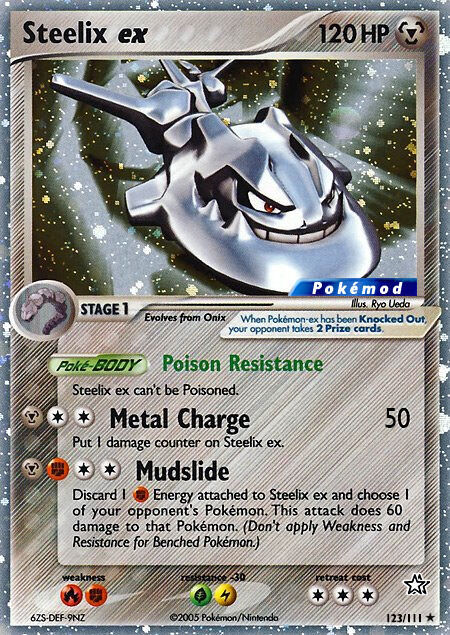 Steelix ex
120 HP
Pokémod
Illus. Ryo Ueda
STAGE 1
Evolves from Onix
When Pokémon-ex has been Knocked Out,
your opponent takes 2 Prize cards.
Poké-BODY Poison Resistance
Steelix ex can't be Poisoned.
Metal Charge 50
Put 1 damage counter on Steelix ex.
Mudslide
Discard 1 Energy attached to Steelix ex and choose 1
of your opponent's Pokémon. This attack does 60
damage to that Pokémon. (Don't apply Weakness and
Resistance for Benched Pokémon.)
weakness resistance -30 retreat cost
6ZS-DEF-9NZ ©2005 Pokémon/Nintendo 123/111 ★